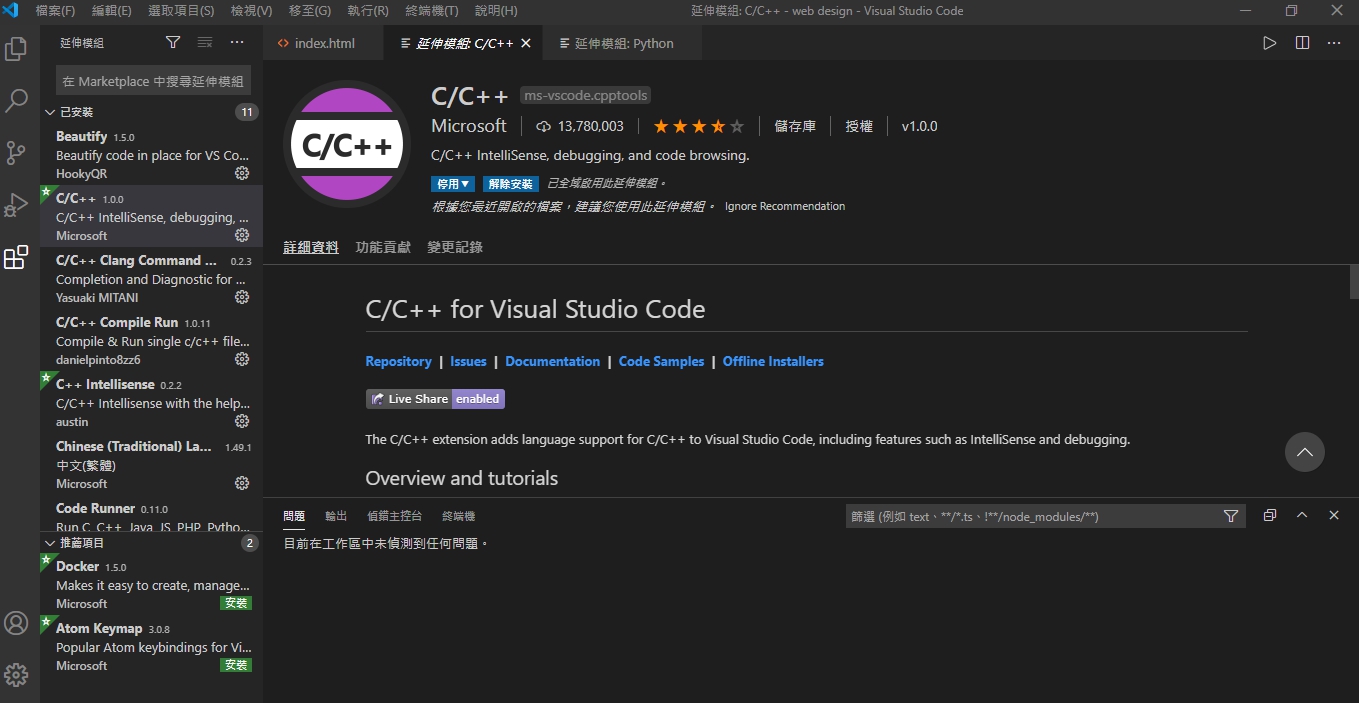 檔案(F) 編輯(E) 選取項目(S) 檢視(V) 移至(G) 執行(R) 終端機(T) 說明(H) 延伸模組: C/C++ - web design - Visual Studio Code
延伸模組
index.html
延伸模組: C/C++
延伸模組: Python
在 Marketplace 中搜尋延伸模組
已安裝 11
Beautify 1.5.0
Beautify code in place for VS Co...
HookyQR
C/C++ 1.0.0
C/C++ IntelliSense, debugging, ...
Microsoft
C/C++ Clang Command ... 0.2.3
Completion and Diagnostic for ...
Yasuaki MITANI
C/C++ Compile Run 1.0.11
Compile & Run single c/c++ file...
danielpinto8zz6
C++ Intellisense 0.2.2
C/C++ Intellisense with the help...
austin
Chinese (Traditional) La... 1.49.1
中文(繁體)
Microsoft
Code Runner 0.11.0
Run C, C++, Java, JS, PHP, Pytho...
推薦項目 2
Docker 1.5.0
Makes it easy to create, manage...
Microsoft 安裝
Atom Keymap 3.0.8
Popular Atom keybindings for Vi...
Microsoft 安裝
C/C++
C/C++ ms-vscode.cpptools
Microsoft 13,780,003 儲存庫 授權 v1.0.0
C/C++ IntelliSense, debugging, and code browsing.
停用▼ 解除安裝 已全域啟用此延伸模組。
根據您最近開啟的檔案，建議您使用此延伸模組。 Ignore Recommendation
詳細資料 功能貢獻 變更記錄
C/C++ for Visual Studio Code
Repository | Issues | Documentation | Code Samples | Offline Installers
Live Share enabled
The C/C++ extension adds language support for C/C++ to Visual Studio Code, including features such as IntelliSense and debugging.
Overview and tutorials
問題 輸出 偵錯主控台 終端機 篩選 (例如 text、**/*.ts、!**/node_modules/**)
目前在工作區中未偵測到任何問題。